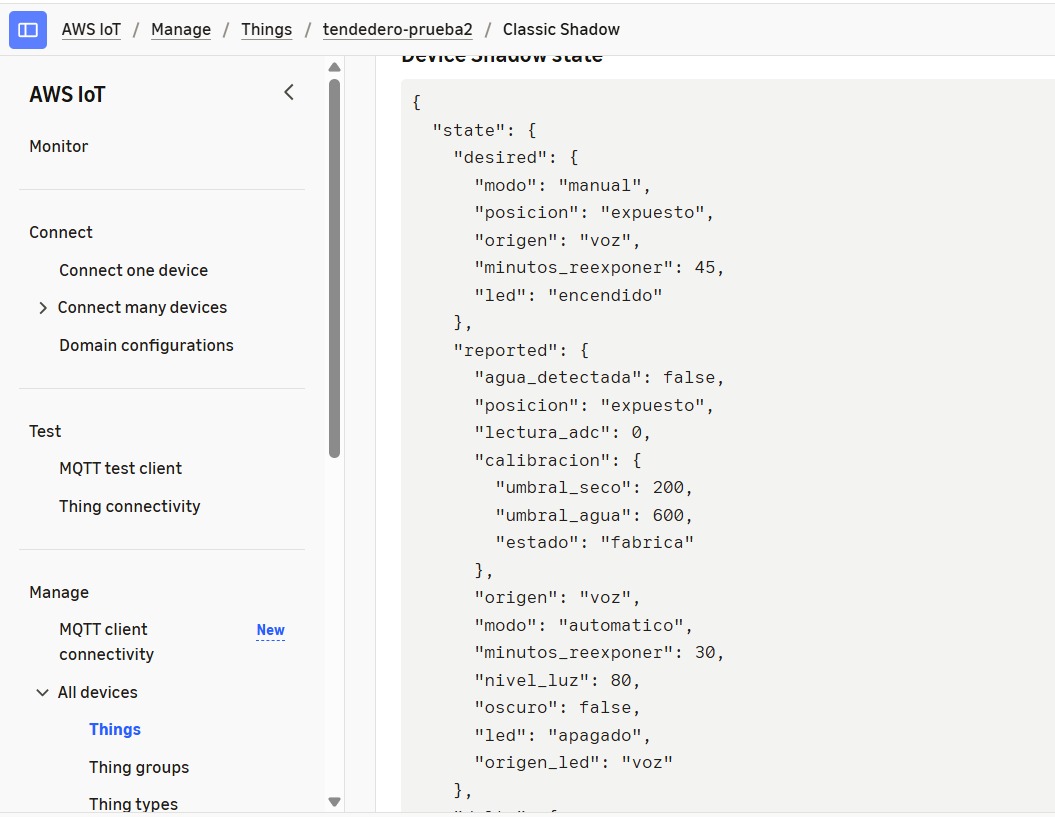 AWS IoT / Manage / Things / tendedero-prueba2 / Classic Shadow
AWS IoT
Monitor
Connect
Connect one device
Connect many devices
Domain configurations
Test
MQTT test client
Thing connectivity
Manage
MQTT client
connectivity
New
All devices
Things
Thing groups
Thing types
Device Shadow state
{
"state": {
"desired": {
"modo": "manual",
"posicion": "expuesto",
"origen": "voz",
"minutos_reexponer": 45,
"led": "encendido"
},
"reported": {
"agua_detectada": false,
"posicion": "expuesto",
"lectura_adc": 0,
"calibracion": {
"umbral_seco": 200,
"umbral_agua": 600,
"estado": "fabrica"
},
"origen": "voz",
"modo": "automatico",
"minutos_reexponer": 30,
"nivel_luz": 80,
"oscuro": false,
"led": "apagado",
"origen_led": "voz"
},